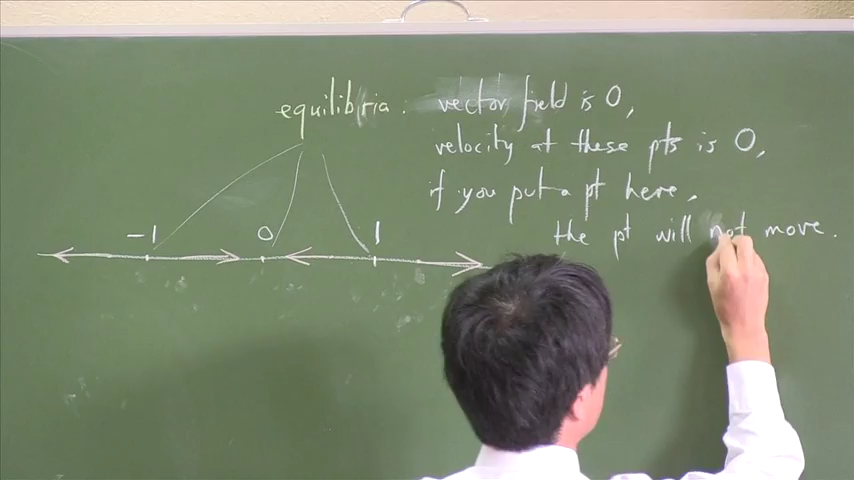 equilibria: vector field is 0,
velocity at these pts is 0,
if you put a pt here,
the pt will not move.
-1 0 1